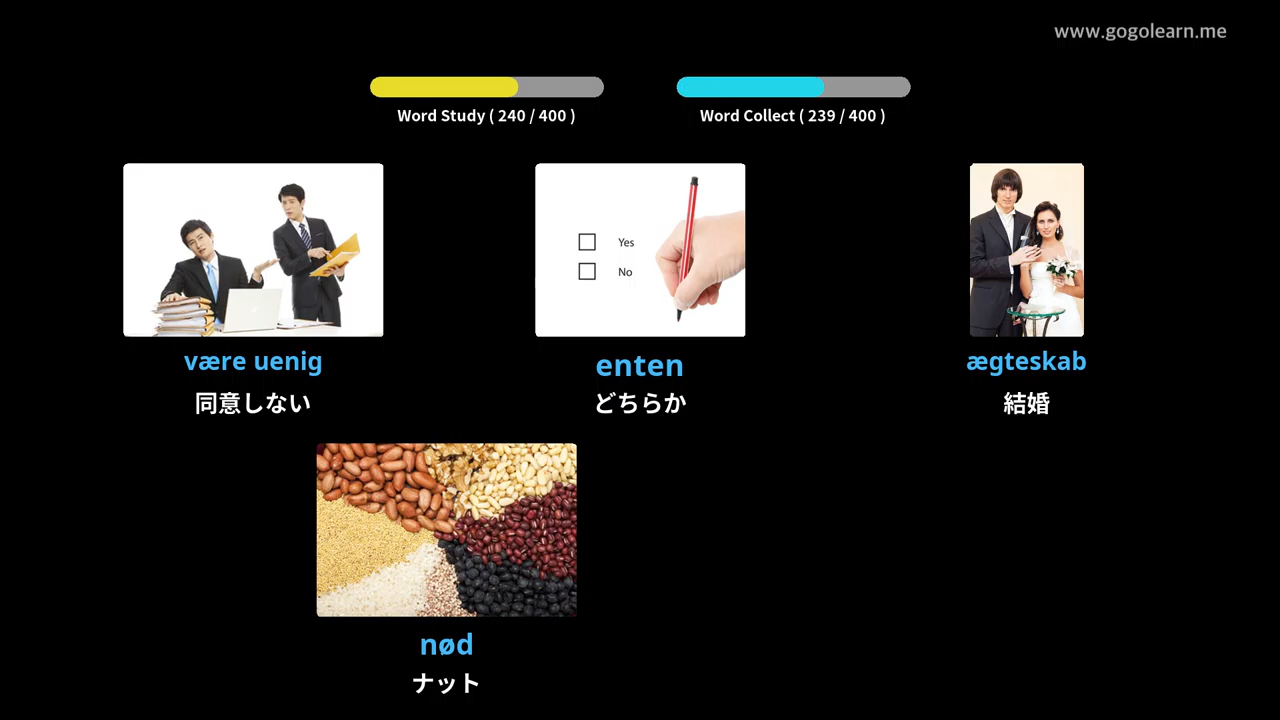 www.gogolearn.me
Word Study ( 240 / 400 )
Word Collect ( 239 / 400 )
Yes
No
være uenig
同意しない
enten
どちらか
ægteskab
結婚
nød
ナット